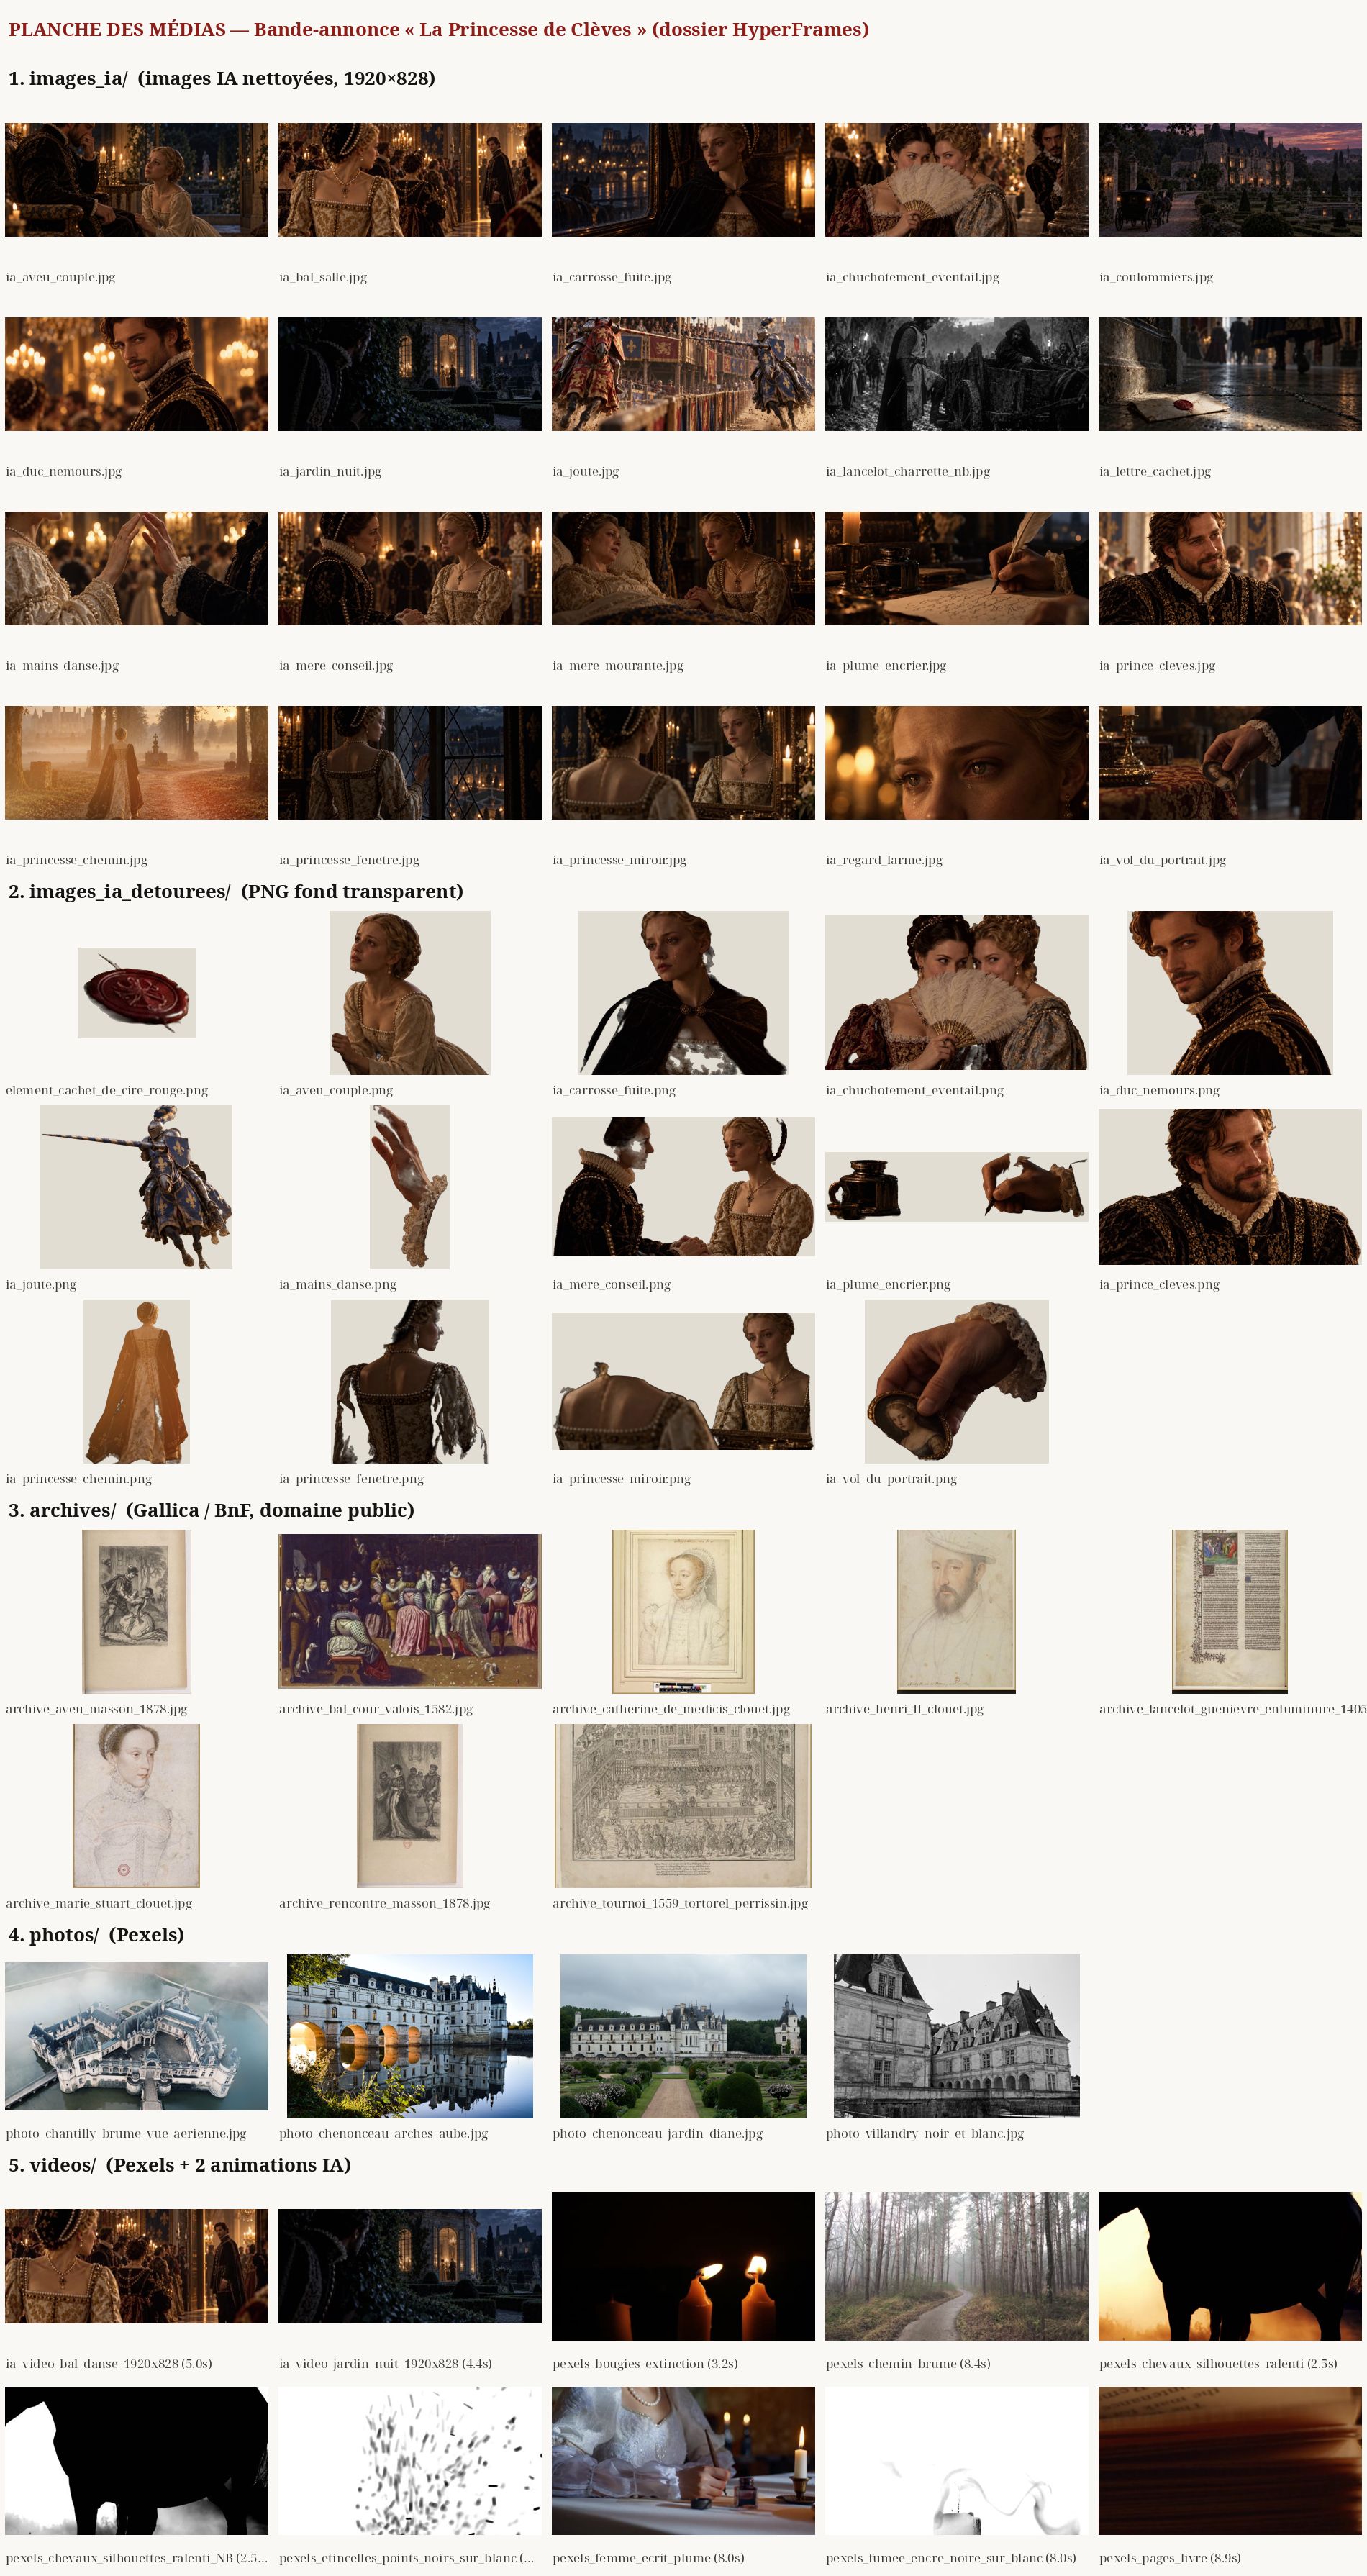 PLANCHE DES MÉDIAS — Bande-annonce « La Princesse de Clèves » (dossier HyperFrames)
1. images_ia/ (images IA nettoyées, 1920×828)
ia_aveu_couple.jpg
ia_bal_salle.jpg
ia_carrosse_fuite.jpg
ia_chuchotement_eventail.jpg
ia_coulommiers.jpg
ia_duc_nemours.jpg
ia_jardin_nuit.jpg
ia_joute.jpg
ia_lancelot_charrette_nb.jpg
ia_lettre_cachet.jpg
ia_mains_danse.jpg
ia_mere_conseil.jpg
ia_mere_mourante.jpg
ia_plume_encrier.jpg
ia_prince_cleves.jpg
ia_princesse_chemin.jpg
ia_princesse_fenetre.jpg
ia_princesse_miroir.jpg
ia_regard_larme.jpg
ia_vol_du_portrait.jpg
2. images_ia_detourees/ (PNG fond transparent)
element_cachet_de_cire_rouge.png
ia_aveu_couple.png
ia_carrosse_fuite.png
ia_chuchotement_eventail.png
ia_duc_nemours.png
ia_joute.png
ia_mains_danse.png
ia_mere_conseil.png
ia_plume_encrier.png
ia_prince_cleves.png
ia_princesse_chemin.png
ia_princesse_fenetre.png
ia_princesse_miroir.png
ia_vol_du_portrait.png
3. archives/ (Gallica / BnF, domaine public)
archive_aveu_masson_1878.jpg
archive_bal_cour_valois_1582.jpg
archive_catherine_de_medicis_clouet.jpg
archive_henri_II_clouet.jpg
archive_lancelot_guenievre_enluminure_1405
archive_marie_stuart_clouet.jpg
archive_rencontre_masson_1878.jpg
archive_tournoi_1559_tortorel_perrissin.jpg
4. photos/ (Pexels)
photo_chantilly_brume_vue_aerienne.jpg
photo_chenonceau_arches_aube.jpg
photo_chenonceau_jardin_diane.jpg
photo_villandry_noir_et_blanc.jpg
5. videos/ (Pexels + 2 animations IA)
ia_video_bal_danse_1920x828 (5.0s)
ia_video_jardin_nuit_1920x828 (4.4s)
pexels_bougies_extinction (3.2s)
pexels_chemin_brume (8.4s)
pexels_chevaux_silhouettes_ralenti (2.5s)
pexels_chevaux_silhouettes_ralenti_NB (2.5…
pexels_etincelles_points_noirs_sur_blanc (…
pexels_femme_ecrit_plume (8.0s)
pexels_fumee_encre_noire_sur_blanc (8.0s)
pexels_pages_livre (8.9s)